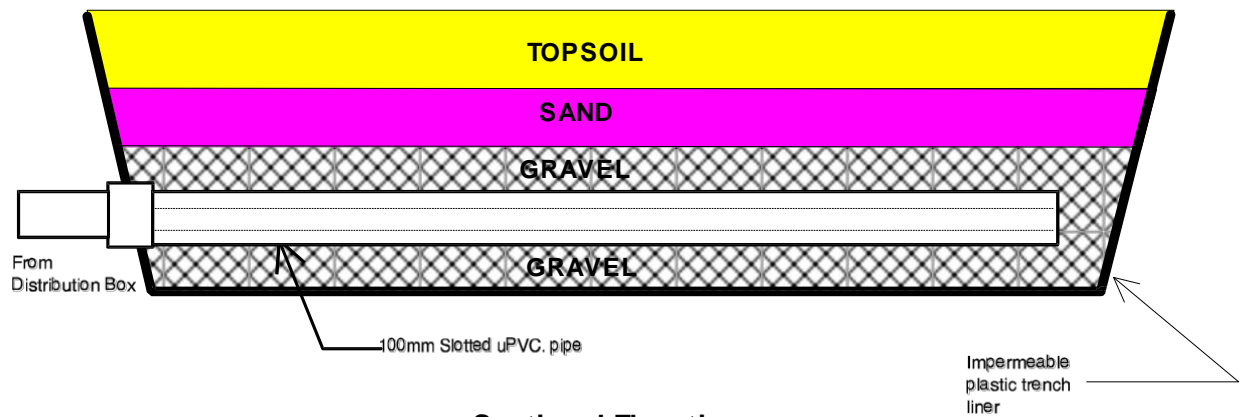 TOPSOIL
SAND
GRAVEL
GRAVEL
From
Distribution Box
100mm Slotted uPVC. pipe
Impermeable
plastic trench
liner